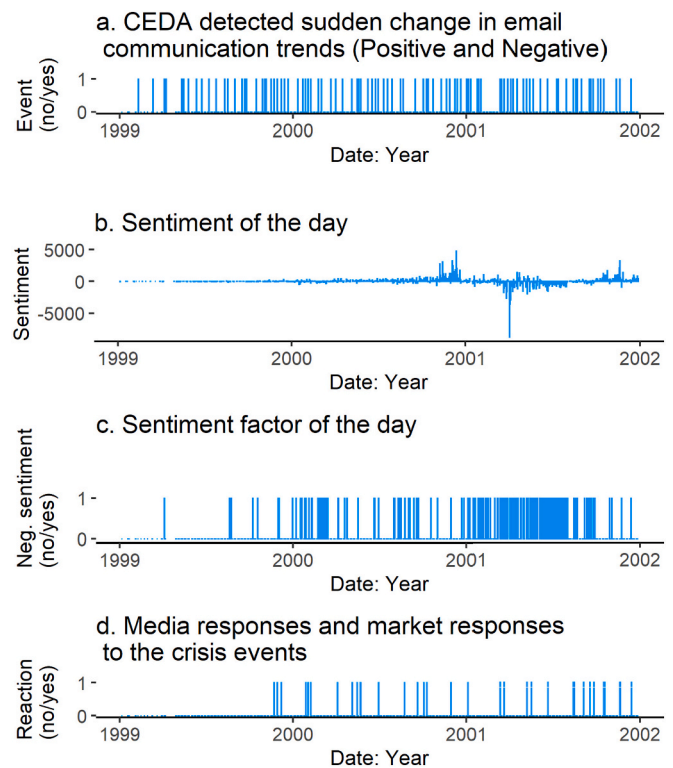 a. CEDA detected sudden change in email
communication trends (Positive and Negative)
Event
(no/yes)
1
0
1999 2000 2001 2002
Date: Year
b. Sentiment of the day
Sentiment
5000
0
-5000
1999 2000 2001 2002
Date: Year
c. Sentiment factor of the day
Neg. sentiment
(no/yes)
1
0
1999 2000 2001 2002
Date: Year
d. Media responses and market responses
to the crisis events
Reaction
(no/yes)
1
0
1999 2000 2001 2002
Date: Year